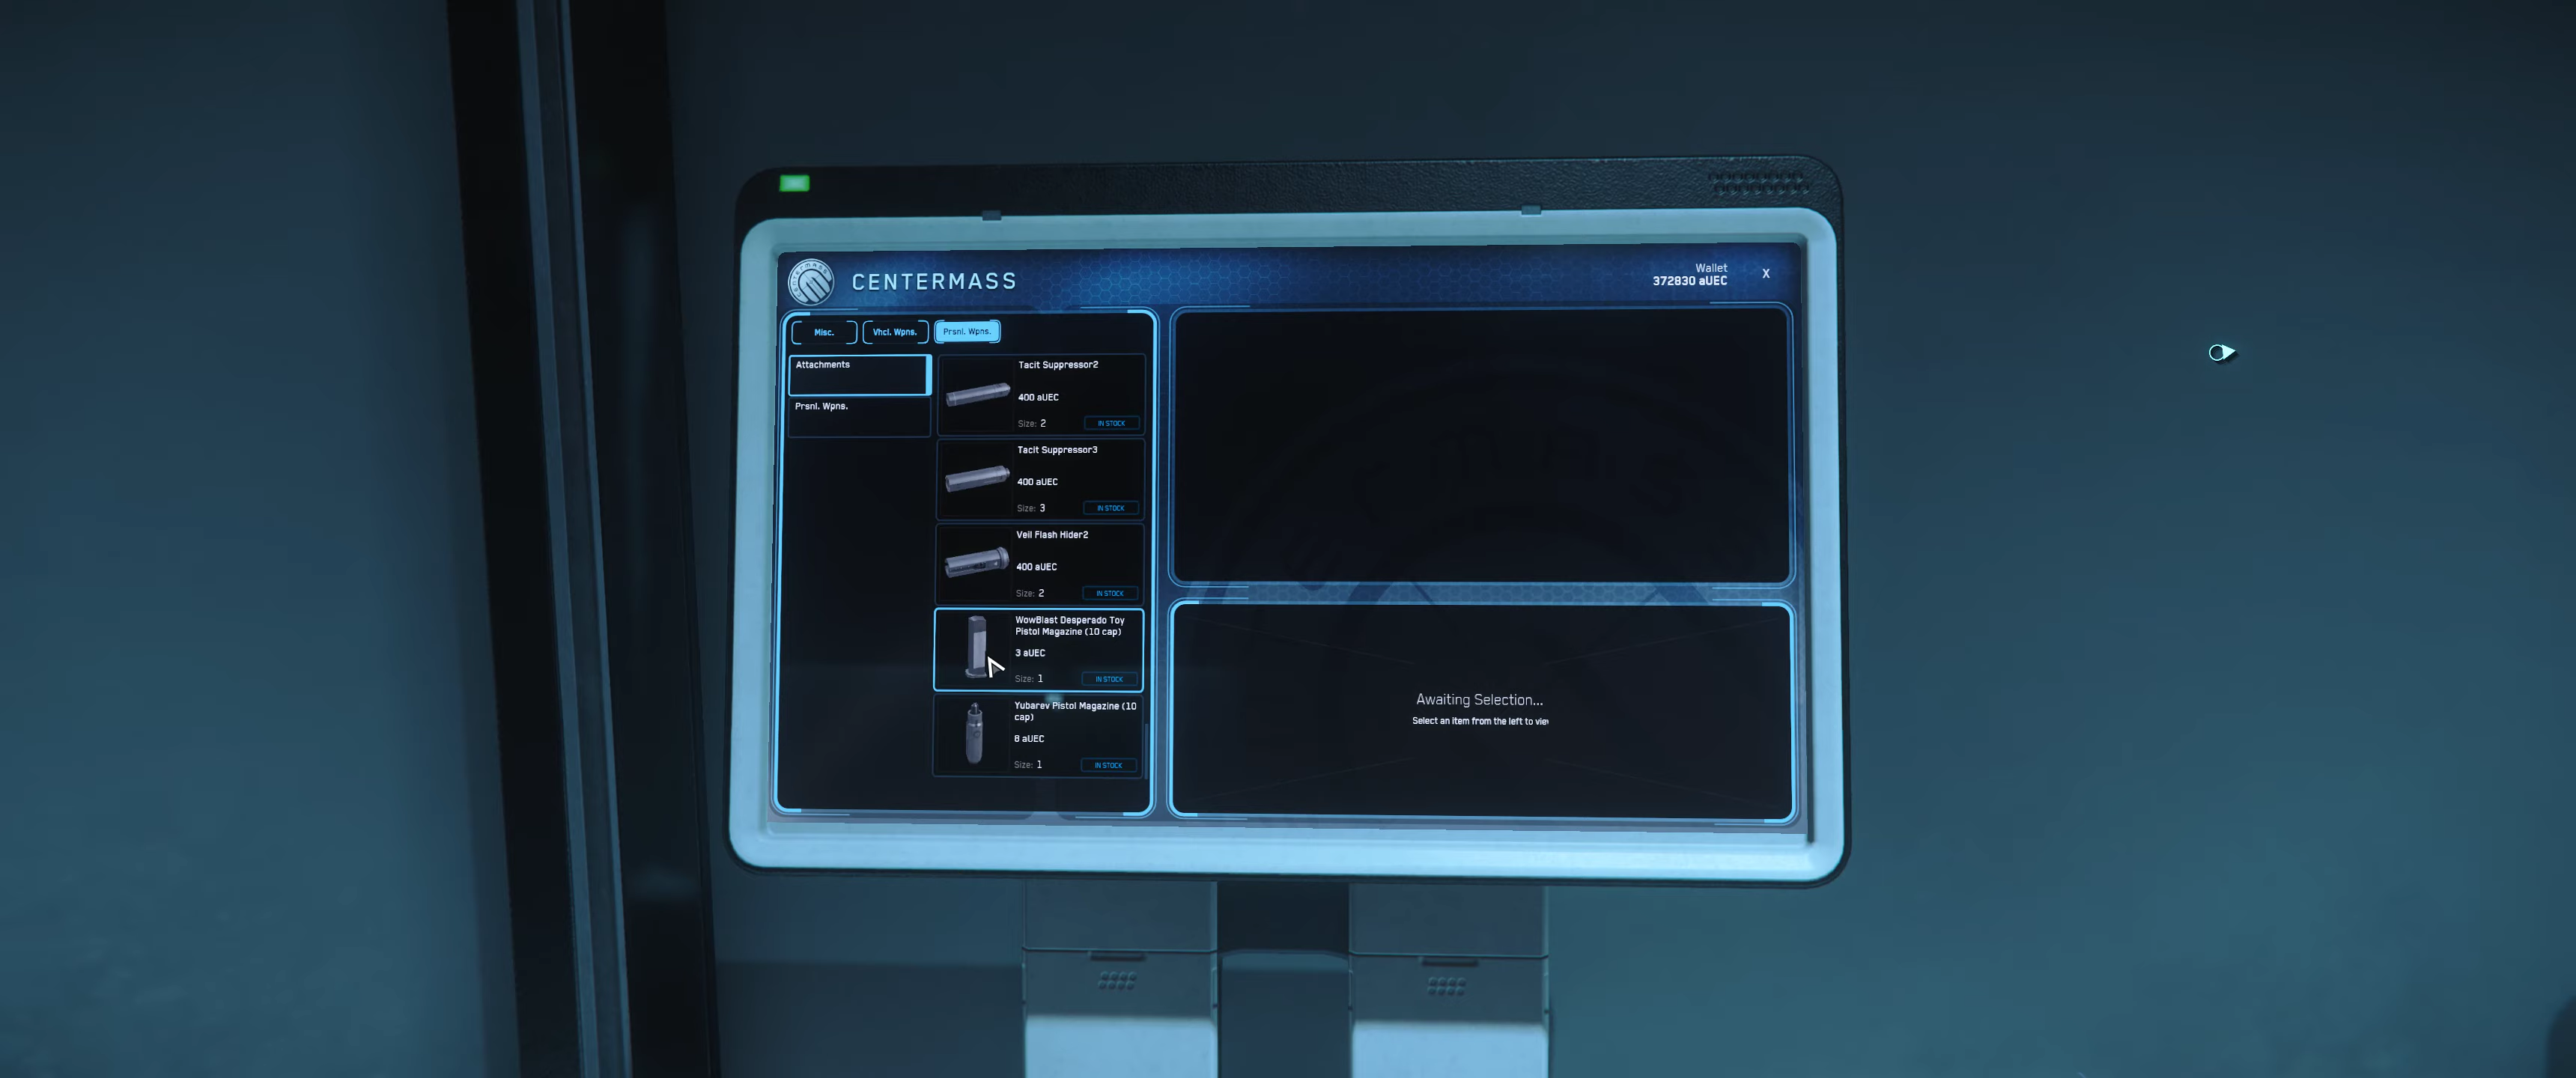 CENTERMASS
Wallet
372830 aUEC
X
Misc.
Vhcl. Wpns.
Prsnl. Wpns.
Attachments
Prsnl. Wpns.
Tacit Suppressor2
400 aUEC
Size: 2
IN STOCK
Tacit Suppressor3
400 aUEC
Size: 3
IN STOCK
Veil Flash Hider2
400 aUEC
Size: 2
IN STOCK
WowBlast Desperado Toy
Pistol Magazine (10 cap)
3 aUEC
Size: 1
IN STOCK
Yubarev Pistol Magazine (10
cap)
8 aUEC
Size: 1
IN STOCK
Awaiting Selection...
Select an item from the left to view